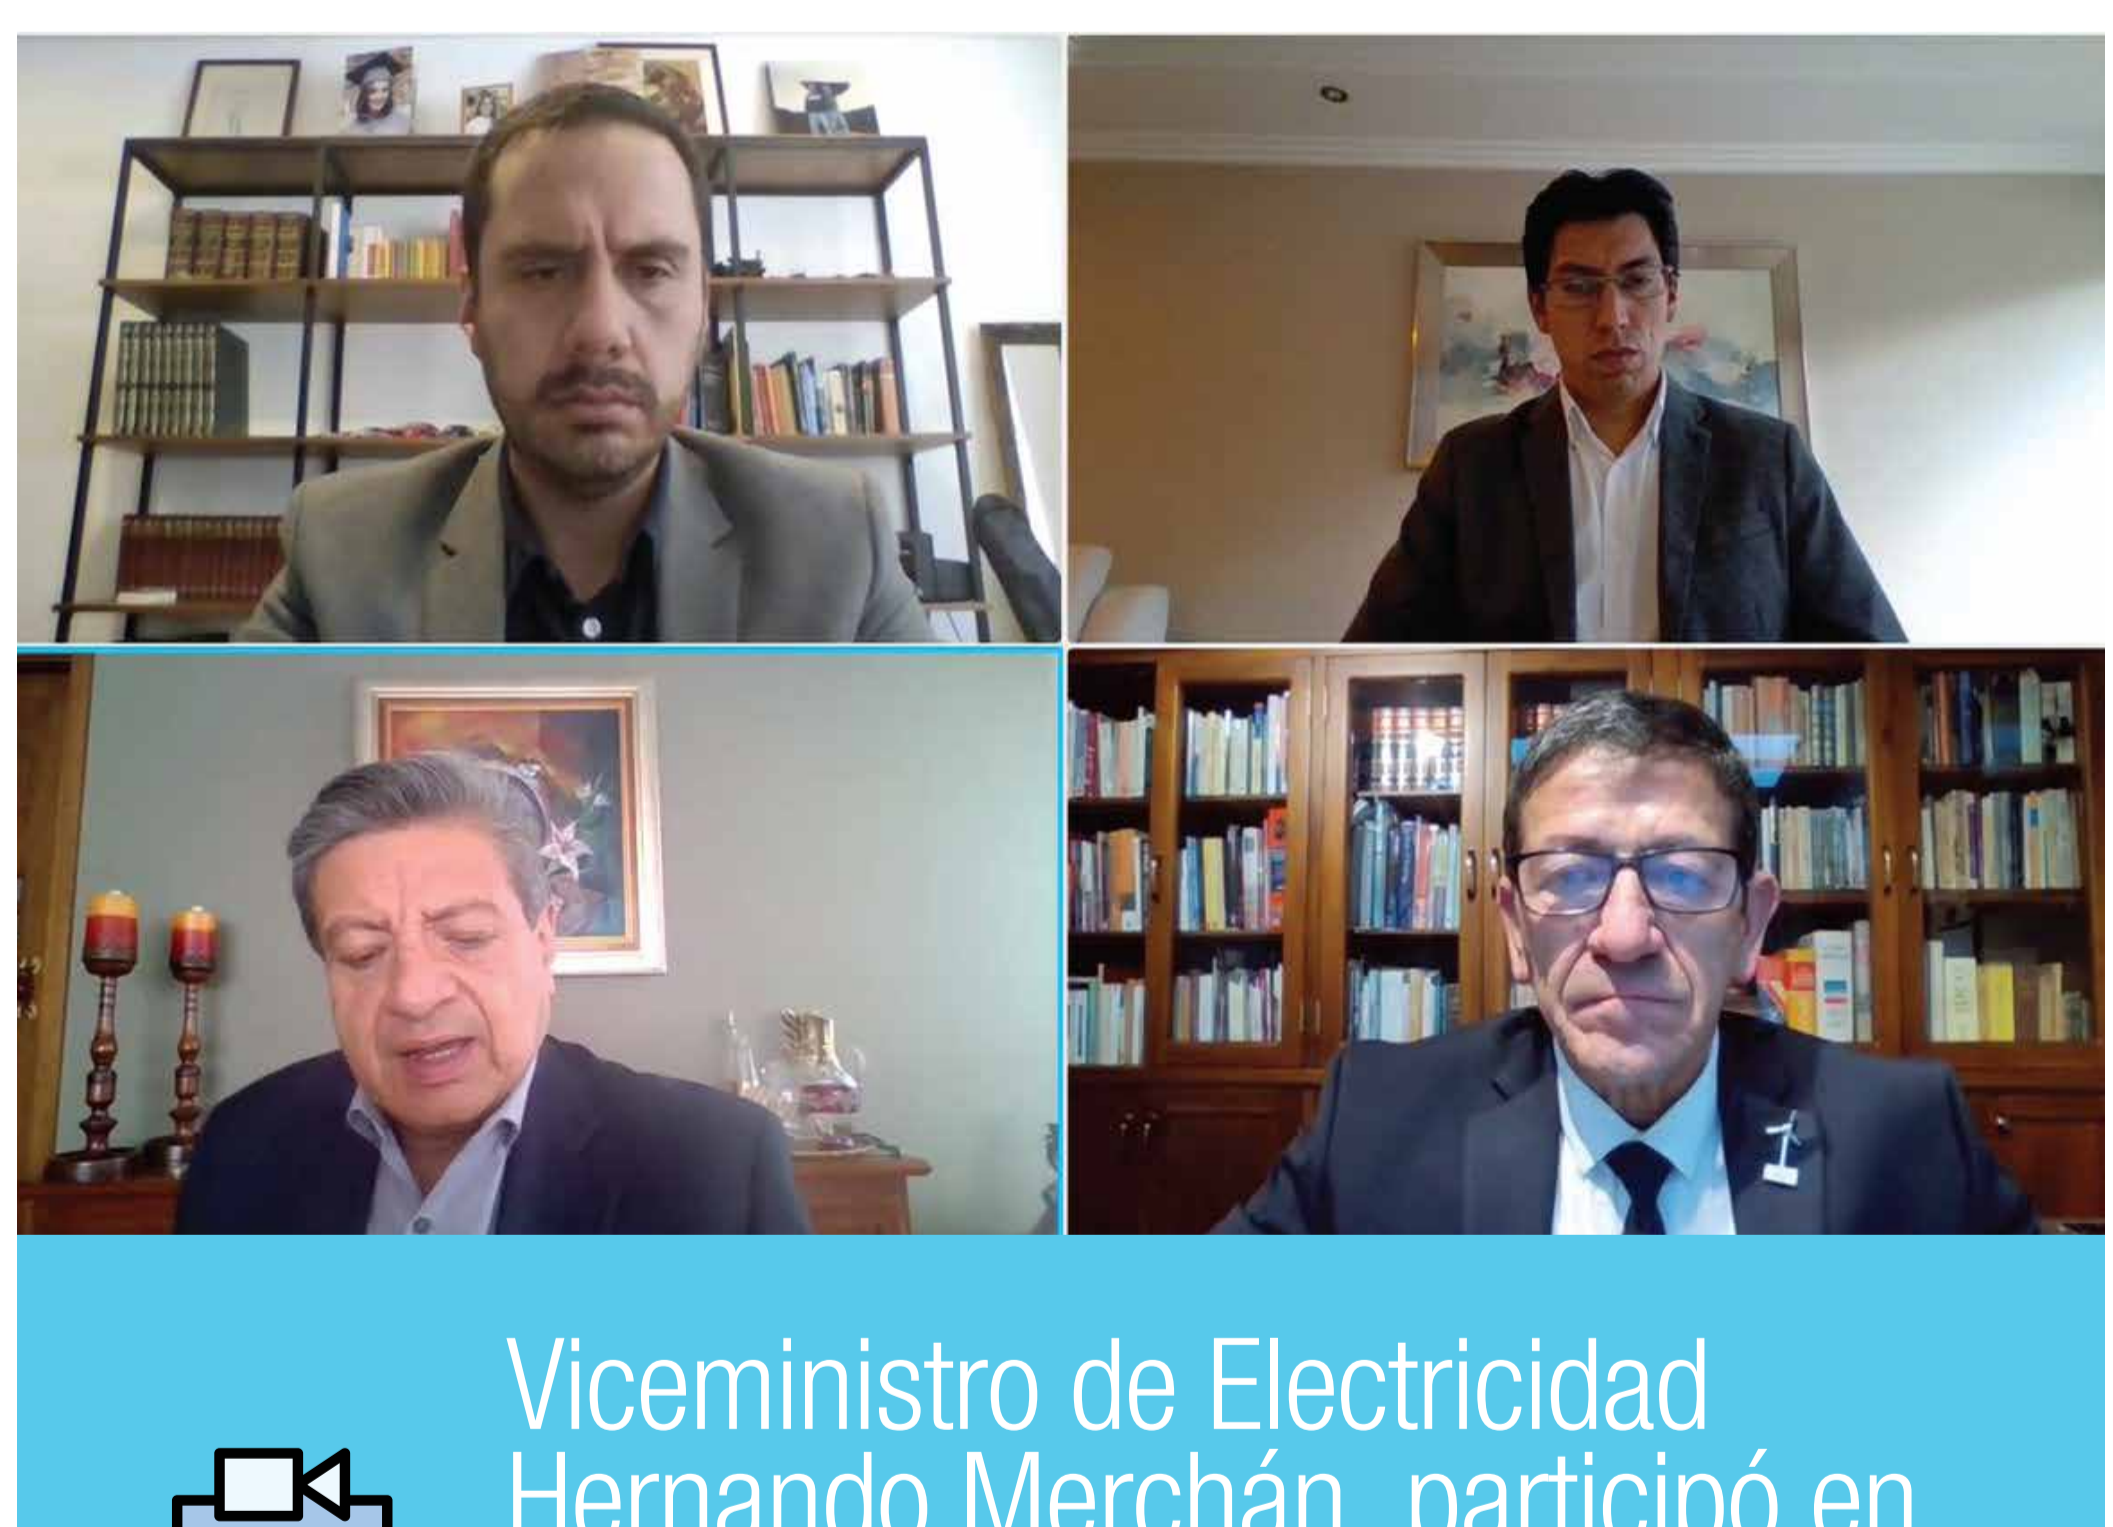 Viceministro de Electricidad
Hernando Merchán, participó en